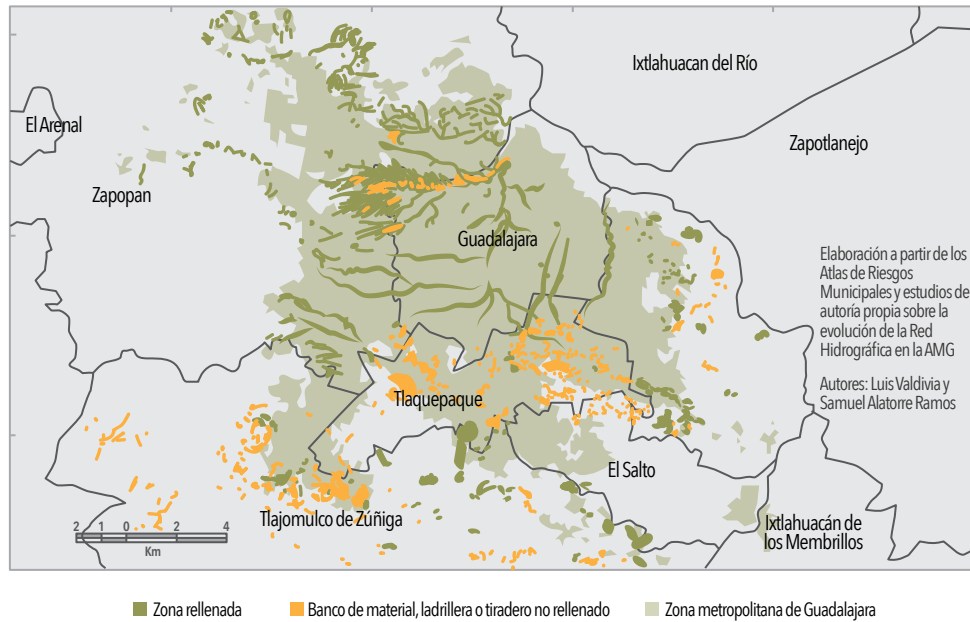 Ixtlahuacan del Río
El Arenal
Zapotlanejo
Zapopan
Guadalajara
Elaboración a partir de los
Atlas de Riesgos
Municipales y estudios de
autoría propia sobre la
evolución de la Red
Hidrográfica en la AMG
Autores: Luis Valdivia y
Samuel Alatorre Ramos
Tlaquepaque
El Salto
Tlajomulco de Zúñiga
Ixtlahuacán de
los Membrillos
2 1 0 2 4
Km
Zona rellenada
Banco de material, ladrillera o tiradero no rellenado
Zona metropolitana de Guadalajara